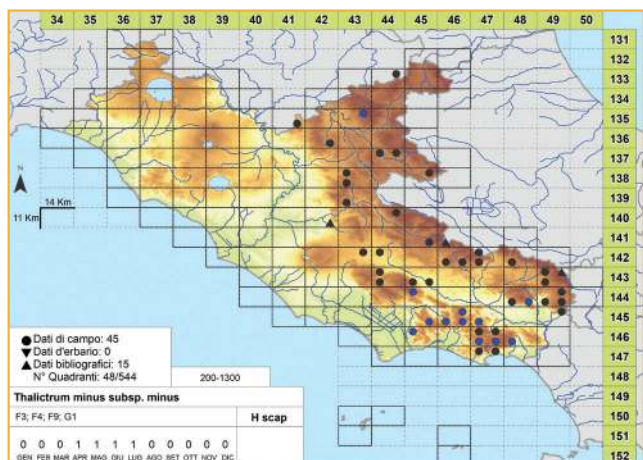 34 35 36 37 38 39 40 41 42 43 44 45 46 47 48 49 50
131
132
133
134
135
136
137
138
139
140
141
142
143
144
145
146
147
148
149
150
151
152
N
14 Km
11 Km
Dati di campo: 45
Dati d'erbario: 0
Dati bibliografici: 15
N° Quadranti: 48/544
200-1300
Thalictrum minus subsp. minus
F3; F4; F9; G1
H scap
0 0 0 1 1 1 1 0 0 0 0 0
GEN FEB MAR APR MAG GIU LUG AGO SET OTT NOV DIC